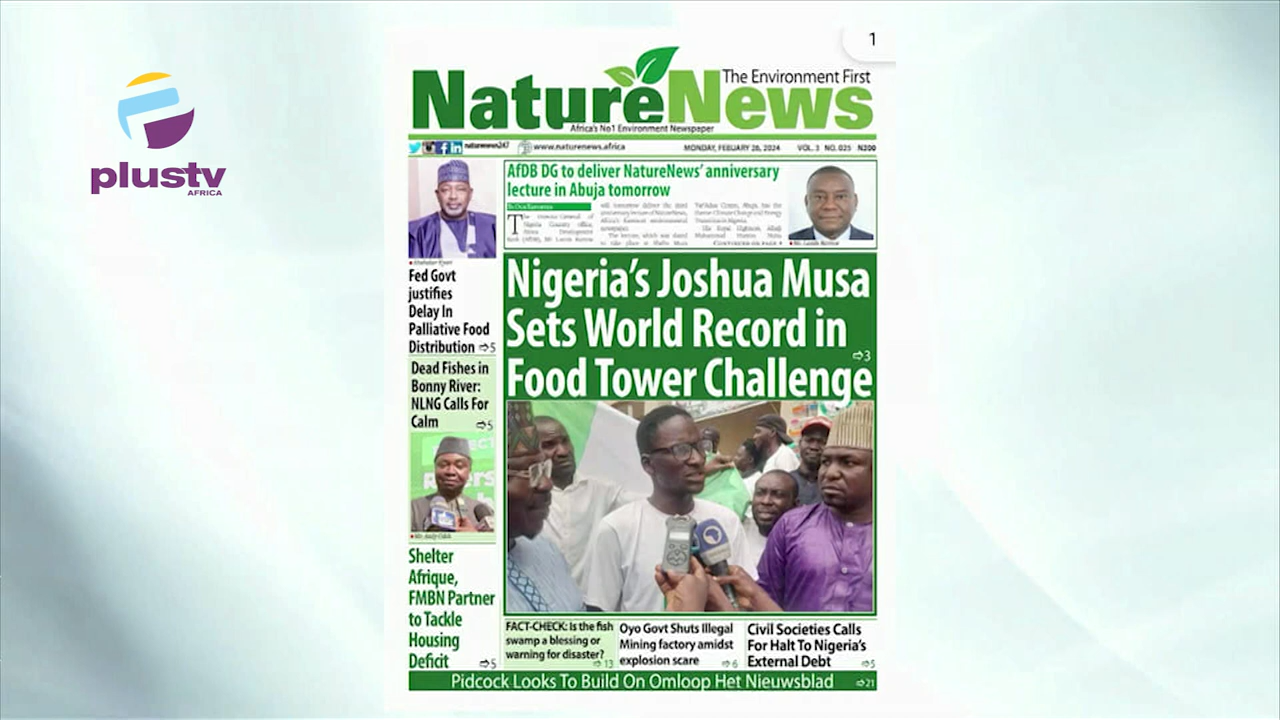 plustv
AFRICA
1
NatureNews
The Environment First
Africa's No1 Environment Newspaper
naturenews247
www.naturenews.africa
MONDAY, FEBUARY 26, 2024
VOL. 3 NO. 025 N200
AfDB DG to deliver NatureNews' anniversary
lecture in Abuja tomorrow
Fed Govt
justifies
Delay In
Palliative Food
Distribution ⇨5
Dead Fishes in
Bonny River:
NLNG Calls For
Calm ⇨5
Shelter
Afrique,
FMBN Partner
to Tackle
Housing
Deficit ⇨5
Nigeria's Joshua Musa
Sets World Record in
Food Tower Challenge
⇨3
FACT-CHECK: Is the fish
swamp a blessing or
warning for disaster?
⇨13
Oyo Govt Shuts Illegal
Mining factory amidst
explosion scare ⇨6
Civil Societies Calls
For Halt To Nigeria's
External Debt ⇨5
Pidcock Looks To Build On Omloop Het Nieuwsblad ⇨21